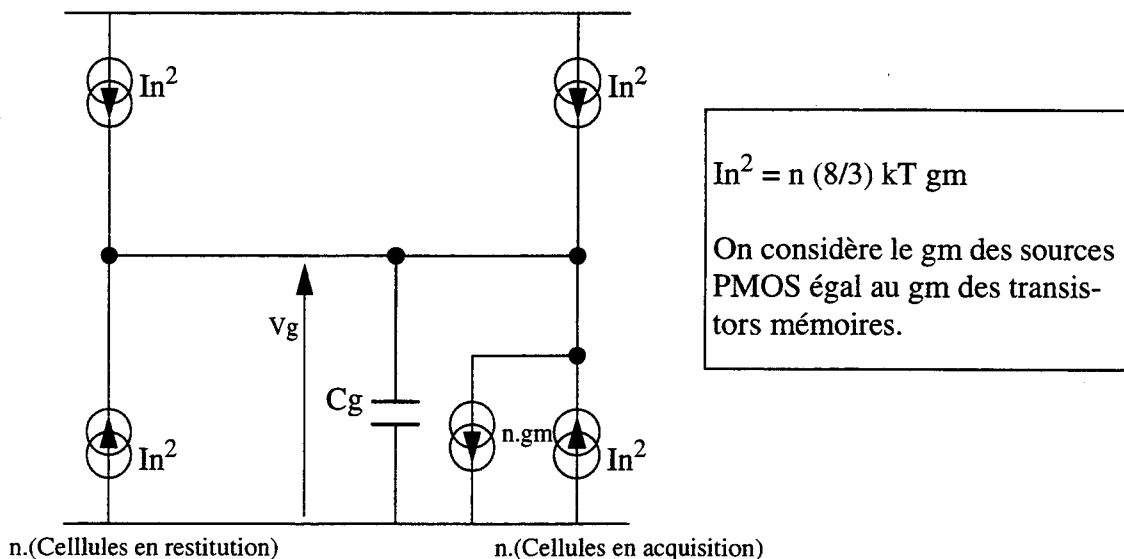 In²
In²
In² = n (8/3) kT gm
On considère le gm des sources
PMOS égal au gm des transis-
tors mémoires.
Vg
Cg
n.gm
In²
In²
n.(Celllules en restitution)
n.(Cellules en acquisition)